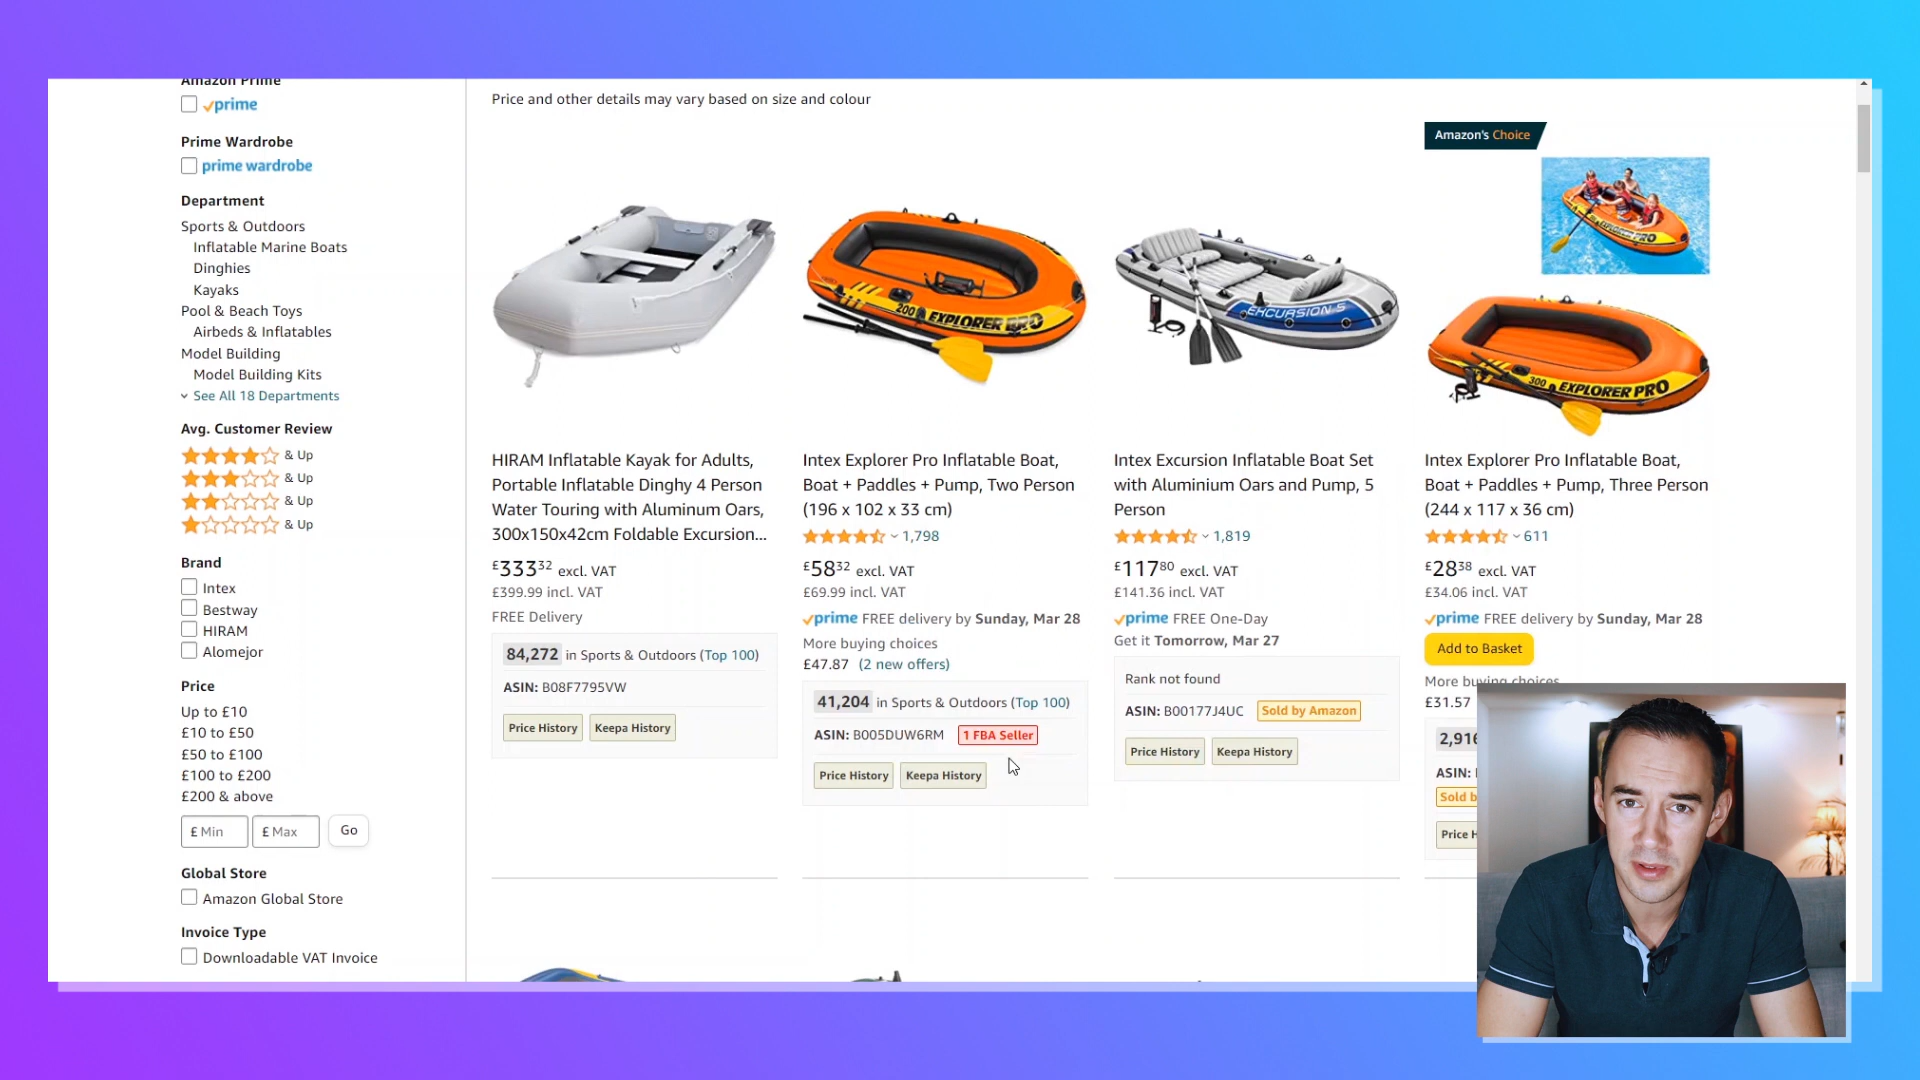 Amazon Prime
prime
Prime Wardrobe
prime wardrobe
Department
Sports & Outdoors
Inflatable Marine Boats
Dinghies
Kayaks
Pool & Beach Toys
Airbeds & Inflatables
Model Building
Model Building Kits
See All 18 Departments
Avg. Customer Review
& Up
& Up
& Up
& Up
Brand
Intex
Bestway
HIRAM
Alomejor
Price
Up to £10
£10 to £50
£50 to £100
£100 to £200
£200 & above
£ Min £ Max Go
Global Store
Amazon Global Store
Invoice Type
Downloadable VAT Invoice
Price and other details may vary based on size and colour
HIRAM Inflatable Kayak for Adults,
Portable Inflatable Dinghy 4 Person
Water Touring with Aluminum Oars,
300x150x42cm Foldable Excursion...
£333.32 excl. VAT
£399.99 incl. VAT
FREE Delivery
84,272 in Sports & Outdoors (Top 100)
ASIN: B08F7795VW
Price History Keepa History
200 EXPLORER PRO
Intex Explorer Pro Inflatable Boat,
Boat + Paddles + Pump, Two Person
(196 x 102 x 33 cm)
1,798
£58.32 excl. VAT
£69.99 incl. VAT
prime FREE delivery by Sunday, Mar 28
More buying choices
£47.87 (2 new offers)
41,204 in Sports & Outdoors (Top 100)
ASIN: B005DUW6RM 1 FBA Seller
Price History Keepa History
EXCURSION 5
Intex Excursion Inflatable Boat Set
with Aluminium Oars and Pump, 5
Person
1,819
£117.80 excl. VAT
£141.36 incl. VAT
prime FREE One-Day
Get it Tomorrow, Mar 27
Rank not found
ASIN: B00177J4UC Sold by Amazon
Price History Keepa History
Amazon's Choice
EXPLORER PRO
300 EXPLORER PRO
Intex Explorer Pro Inflatable Boat,
Boat + Paddles + Pump, Three Person
(244 x 117 x 36 cm)
611
£28.38 excl. VAT
£34.06 incl. VAT
prime FREE delivery by Sunday, Mar 28
Add to Basket
More buying choices
£31.57
2,916
ASIN:
Sold b
Price H